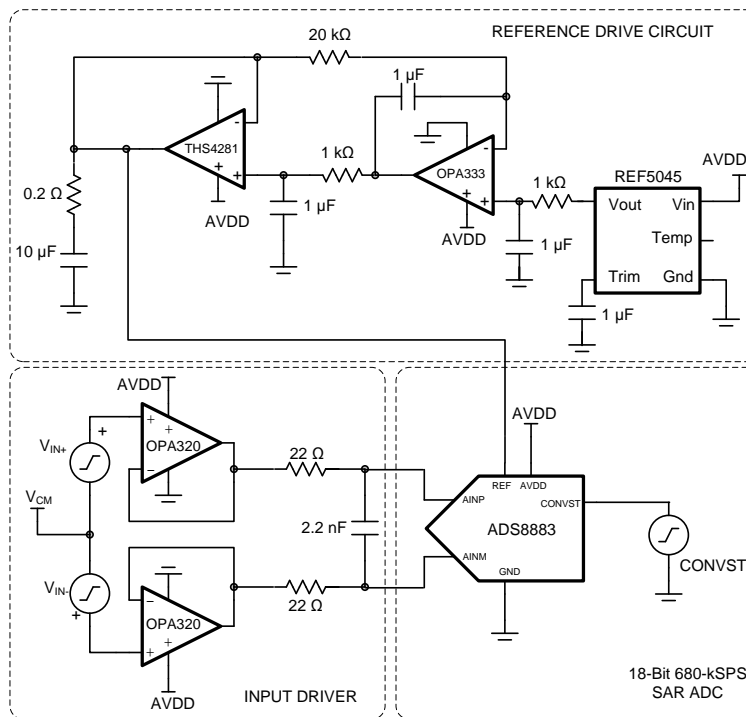 REFERENCE DRIVE CIRCUIT
20 kΩ
1 µF
THS4281
-
+
+
AVDD
1 kΩ
1 µF
OPA333
-
+
+
AVDD
1 kΩ
1 µF
REF5045
Vout
Vin
Temp
Trim
Gnd
AVDD
1 µF
0.2 Ω
10 µF
AVDD
VIN+
+
VCM
VIN-
+
+
+
-
OPA320
22 Ω
2.2 nF
22 Ω
-
+
+
OPA320
AVDD
INPUT DRIVER
AVDD
REF
AVDD
CONVST
AINP
ADS8883
AINM
GND
CONVST
18-Bit 680-kSPS
SAR ADC